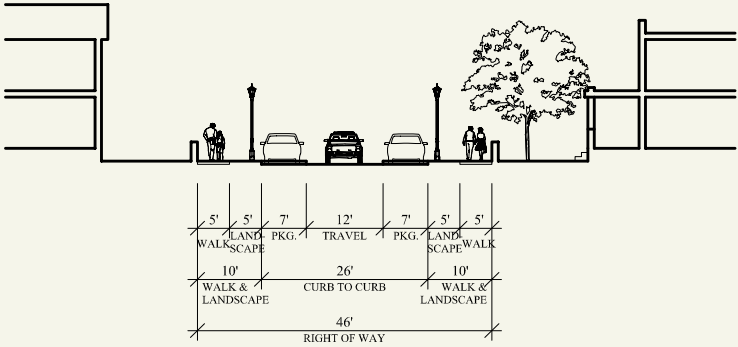 5' 5' 7' 12' 7' 5' 5'
WALK LAND- PKG. TRAVEL PKG. LAND- WALK
SCAPE SCAPE
10' 26' 10'
WALK & CURB TO CURB WALK &
LANDSCAPE LANDSCAPE
46'
RIGHT OF WAY